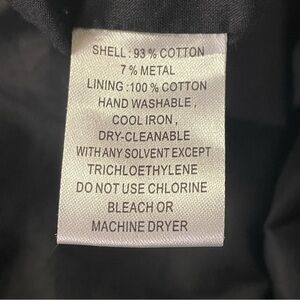 SHELL: 93 % COTTON
7 % METAL
LINING :100 % COTTON
HAND WASHABLE ,
COOL IRON ,
DRY-CLEANABLE
WITH ANY SOLVENT EXCEPT
TRICHLOETHYLENE
DO NOT USE CHLORINE
BLEACH OR
MACHINE DRYER